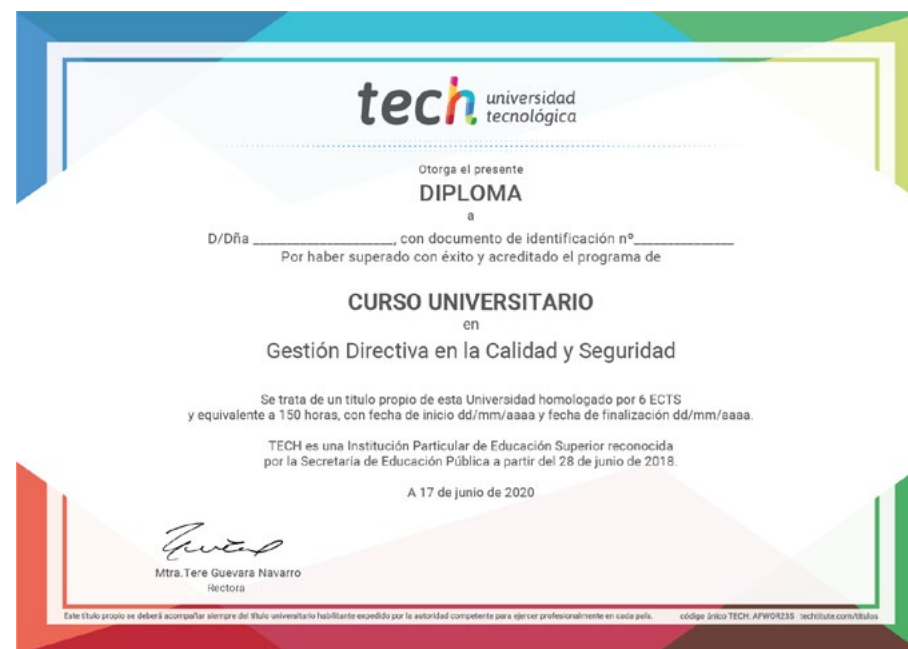 tech universidad
tecnológica
Otorga el presente
DIPLOMA
a
D/Dña ____________________, con documento de identificación nº______________
Por haber superado con éxito y acreditado el programa de
CURSO UNIVERSITARIO
en
Gestión Directiva en la Calidad y Seguridad
Se trata de un título propio de esta Universidad homologado por 6 ECTS
y equivalente a 150 horas, con fecha de inicio dd/mm/aaaa y fecha de finalización dd/mm/aaaa.
TECH es una Institución Particular de Educación Superior reconocida
por la Secretaría de Educación Pública a partir del 28 de junio de 2018.
A 17 de junio de 2020
Mtra.Tere Guevara Navarro
Rectora
Este título propio se deberá acompañar siempre del título universitario habilitante expedido por la autoridad competente para ejercer profesionalmente en cada país. código único TECH: AFWOR23S techtitute.com/titulos